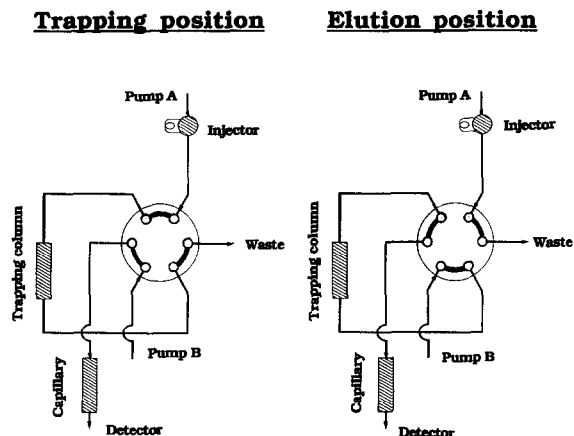 Trapping position
Elution position
Pump A
Injector
Trapping column
Waste
Pump B
Capillary
Detector
Pump A
Injector
Trapping column
Waste
Pump B
Capillary
Detector